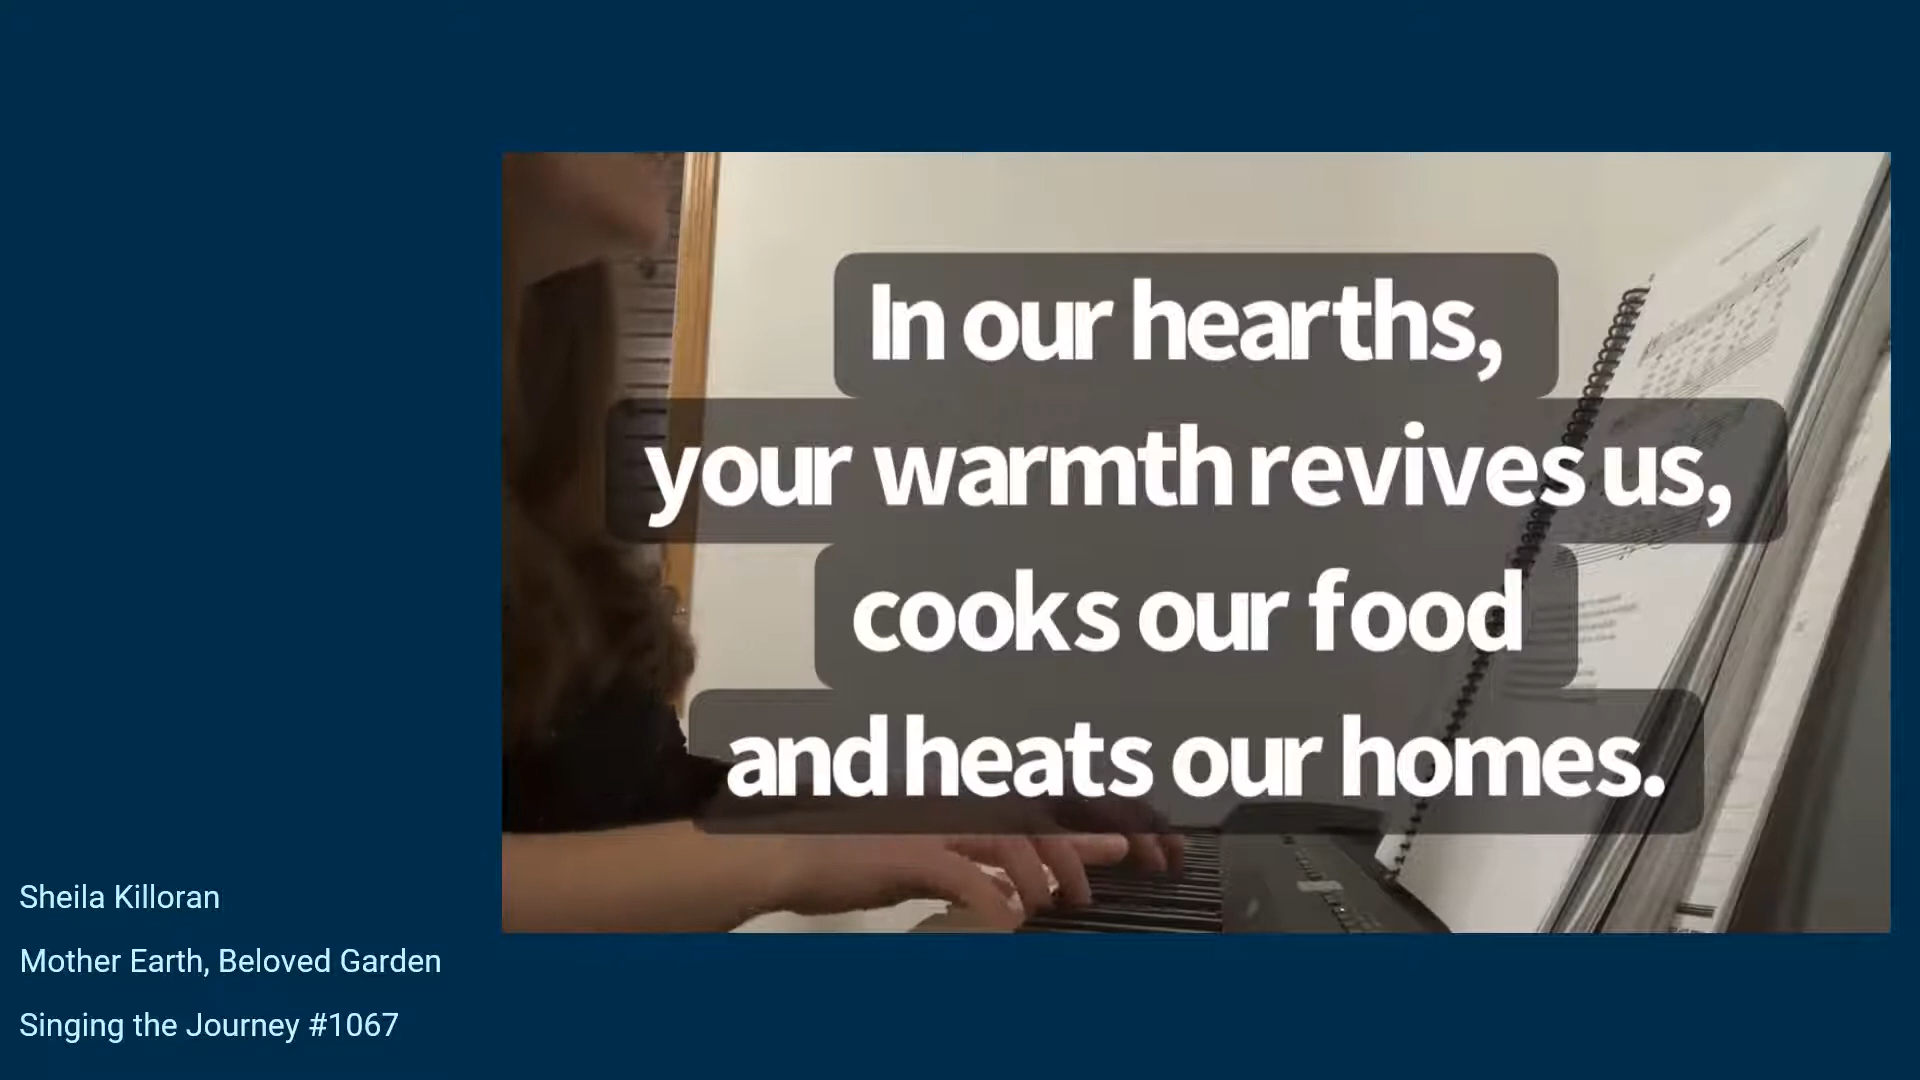 In our hearths,
your warmth revives us,
cooks our food
and heats our homes.
Sheila Killoran
Mother Earth, Beloved Garden
Singing the Journey #1067